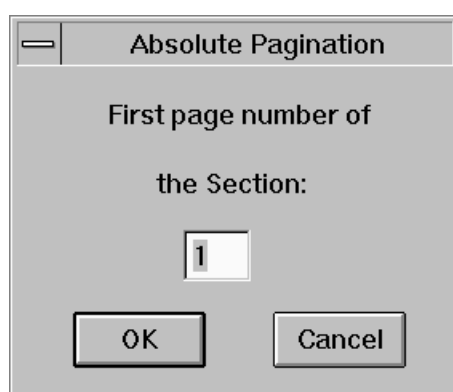 Absolute Pagination
First page number of
the Section:
1
OK Cancel